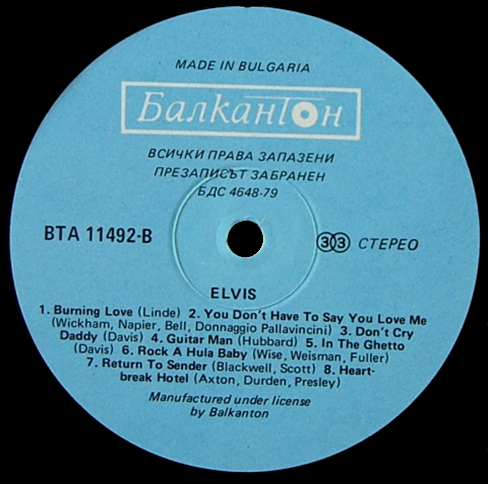 MADE IN BULGARIA
Балкантон
ВСИЧКИ ПРАВА ЗАПАЗЕНИ
ПРЕЗАПИСЪТ ЗАБРАНЕН
БДС 4648-79
ВТА 11492-В
33 СТЕРЕО
ELVIS
1. Burning Love (Linde) 2. You Don't Have To Say You Love Me
(Wickham, Napier, Bell, Donnaggio Pallavincini) 3. Don't Cry
Daddy (Davis) 4. Guitar Man (Hubbard) 5. In The Ghetto
(Davis) 6. Rock A Hula Baby (Wise, Weisman, Fuller)
7. Return To Sender (Blackwell, Scott) 8. Heart-
break Hotel (Axton, Durden, Presley)
Manufactured under license
by Balkanton